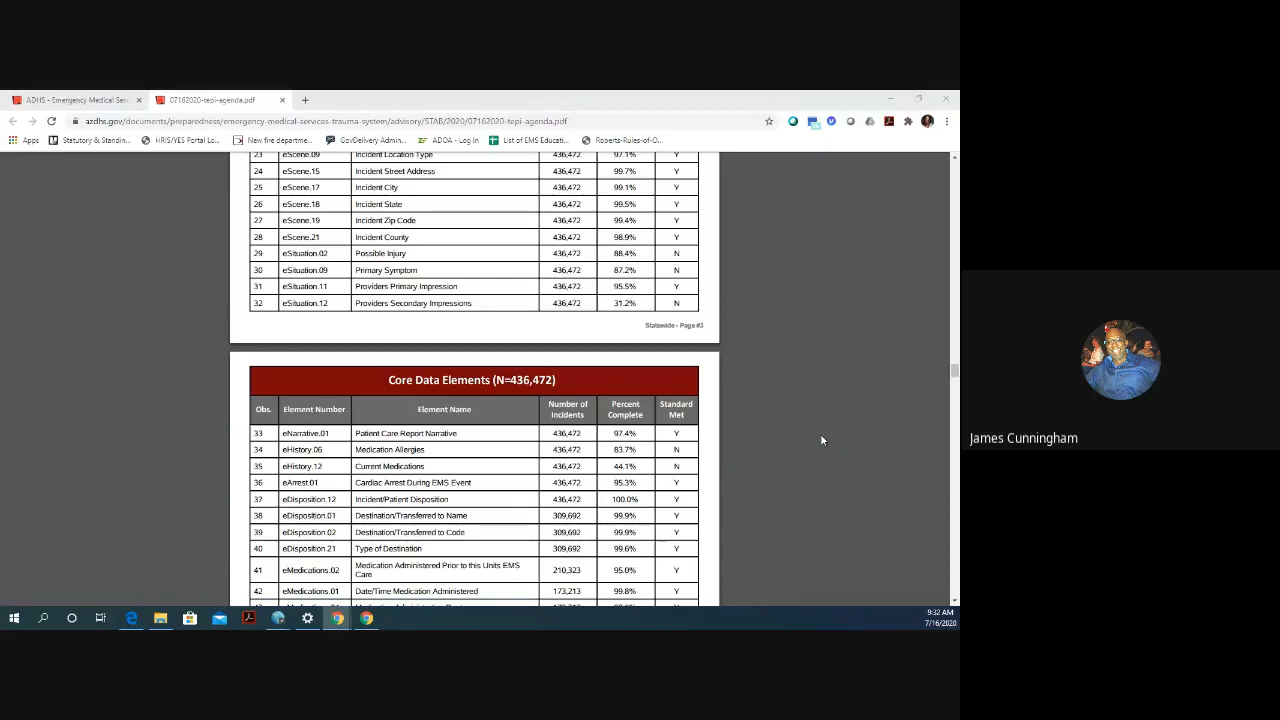 ADHS - Emergency Medical Serv
07162020-tepi-agenda.pdf
azdhs.gov/documents/preparedness/emergency-medical-services-trauma-system/advisory/STAB/2020/07162020-tepi-agenda.pdf
Apps Statutory & Standin... HRIS/YES Portal Lo... New fire departme... GovDelivery Admin... ADOA - Log In List of EMS Educati... Roberts-Rules-of-O...
23 eScene.09 Incident Location Type 436,472 97.1% Y
24 eScene.15 Incident Street Address 436,472 99.7% Y
25 eScene.17 Incident City 436,472 99.1% Y
26 eScene.18 Incident State 436,472 99.5% Y
27 eScene.19 Incident Zip Code 436,472 99.4% Y
28 eScene.21 Incident County 436,472 98.9% Y
29 eSituation.02 Possible Injury 436,472 88.4% N
30 eSituation.09 Primary Symptom 436,472 87.2% N
31 eSituation.11 Providers Primary Impression 436,472 95.5% Y
32 eSituation.12 Providers Secondary Impressions 436,472 31.2% N
Statewide - Page #3
Core Data Elements (N=436,472)
Obs. Element Number Element Name Number of Incidents Percent Complete Standard Met
33 eNarrative.01 Patient Care Report Narrative 436,472 97.4% Y
34 eHistory.06 Medication Allergies 436,472 83.7% N
35 eHistory.12 Current Medications 436,472 44.1% N
36 eArrest.01 Cardiac Arrest During EMS Event 436,472 95.3% Y
37 eDisposition.12 Incident/Patient Disposition 436,472 100.0% Y
38 eDisposition.01 Destination/Transferred to Name 309,692 99.9% Y
39 eDisposition.02 Destination/Transferred to Code 309,692 99.9% Y
40 eDisposition.21 Type of Destination 309,692 99.6% Y
41 eMedications.02 Medication Administered Prior to this Units EMS Care 210,323 95.0% Y
42 eMedications.01 Date/Time Medication Administered 173,213 99.8% Y
James Cunningham
9:32 AM
7/16/2020